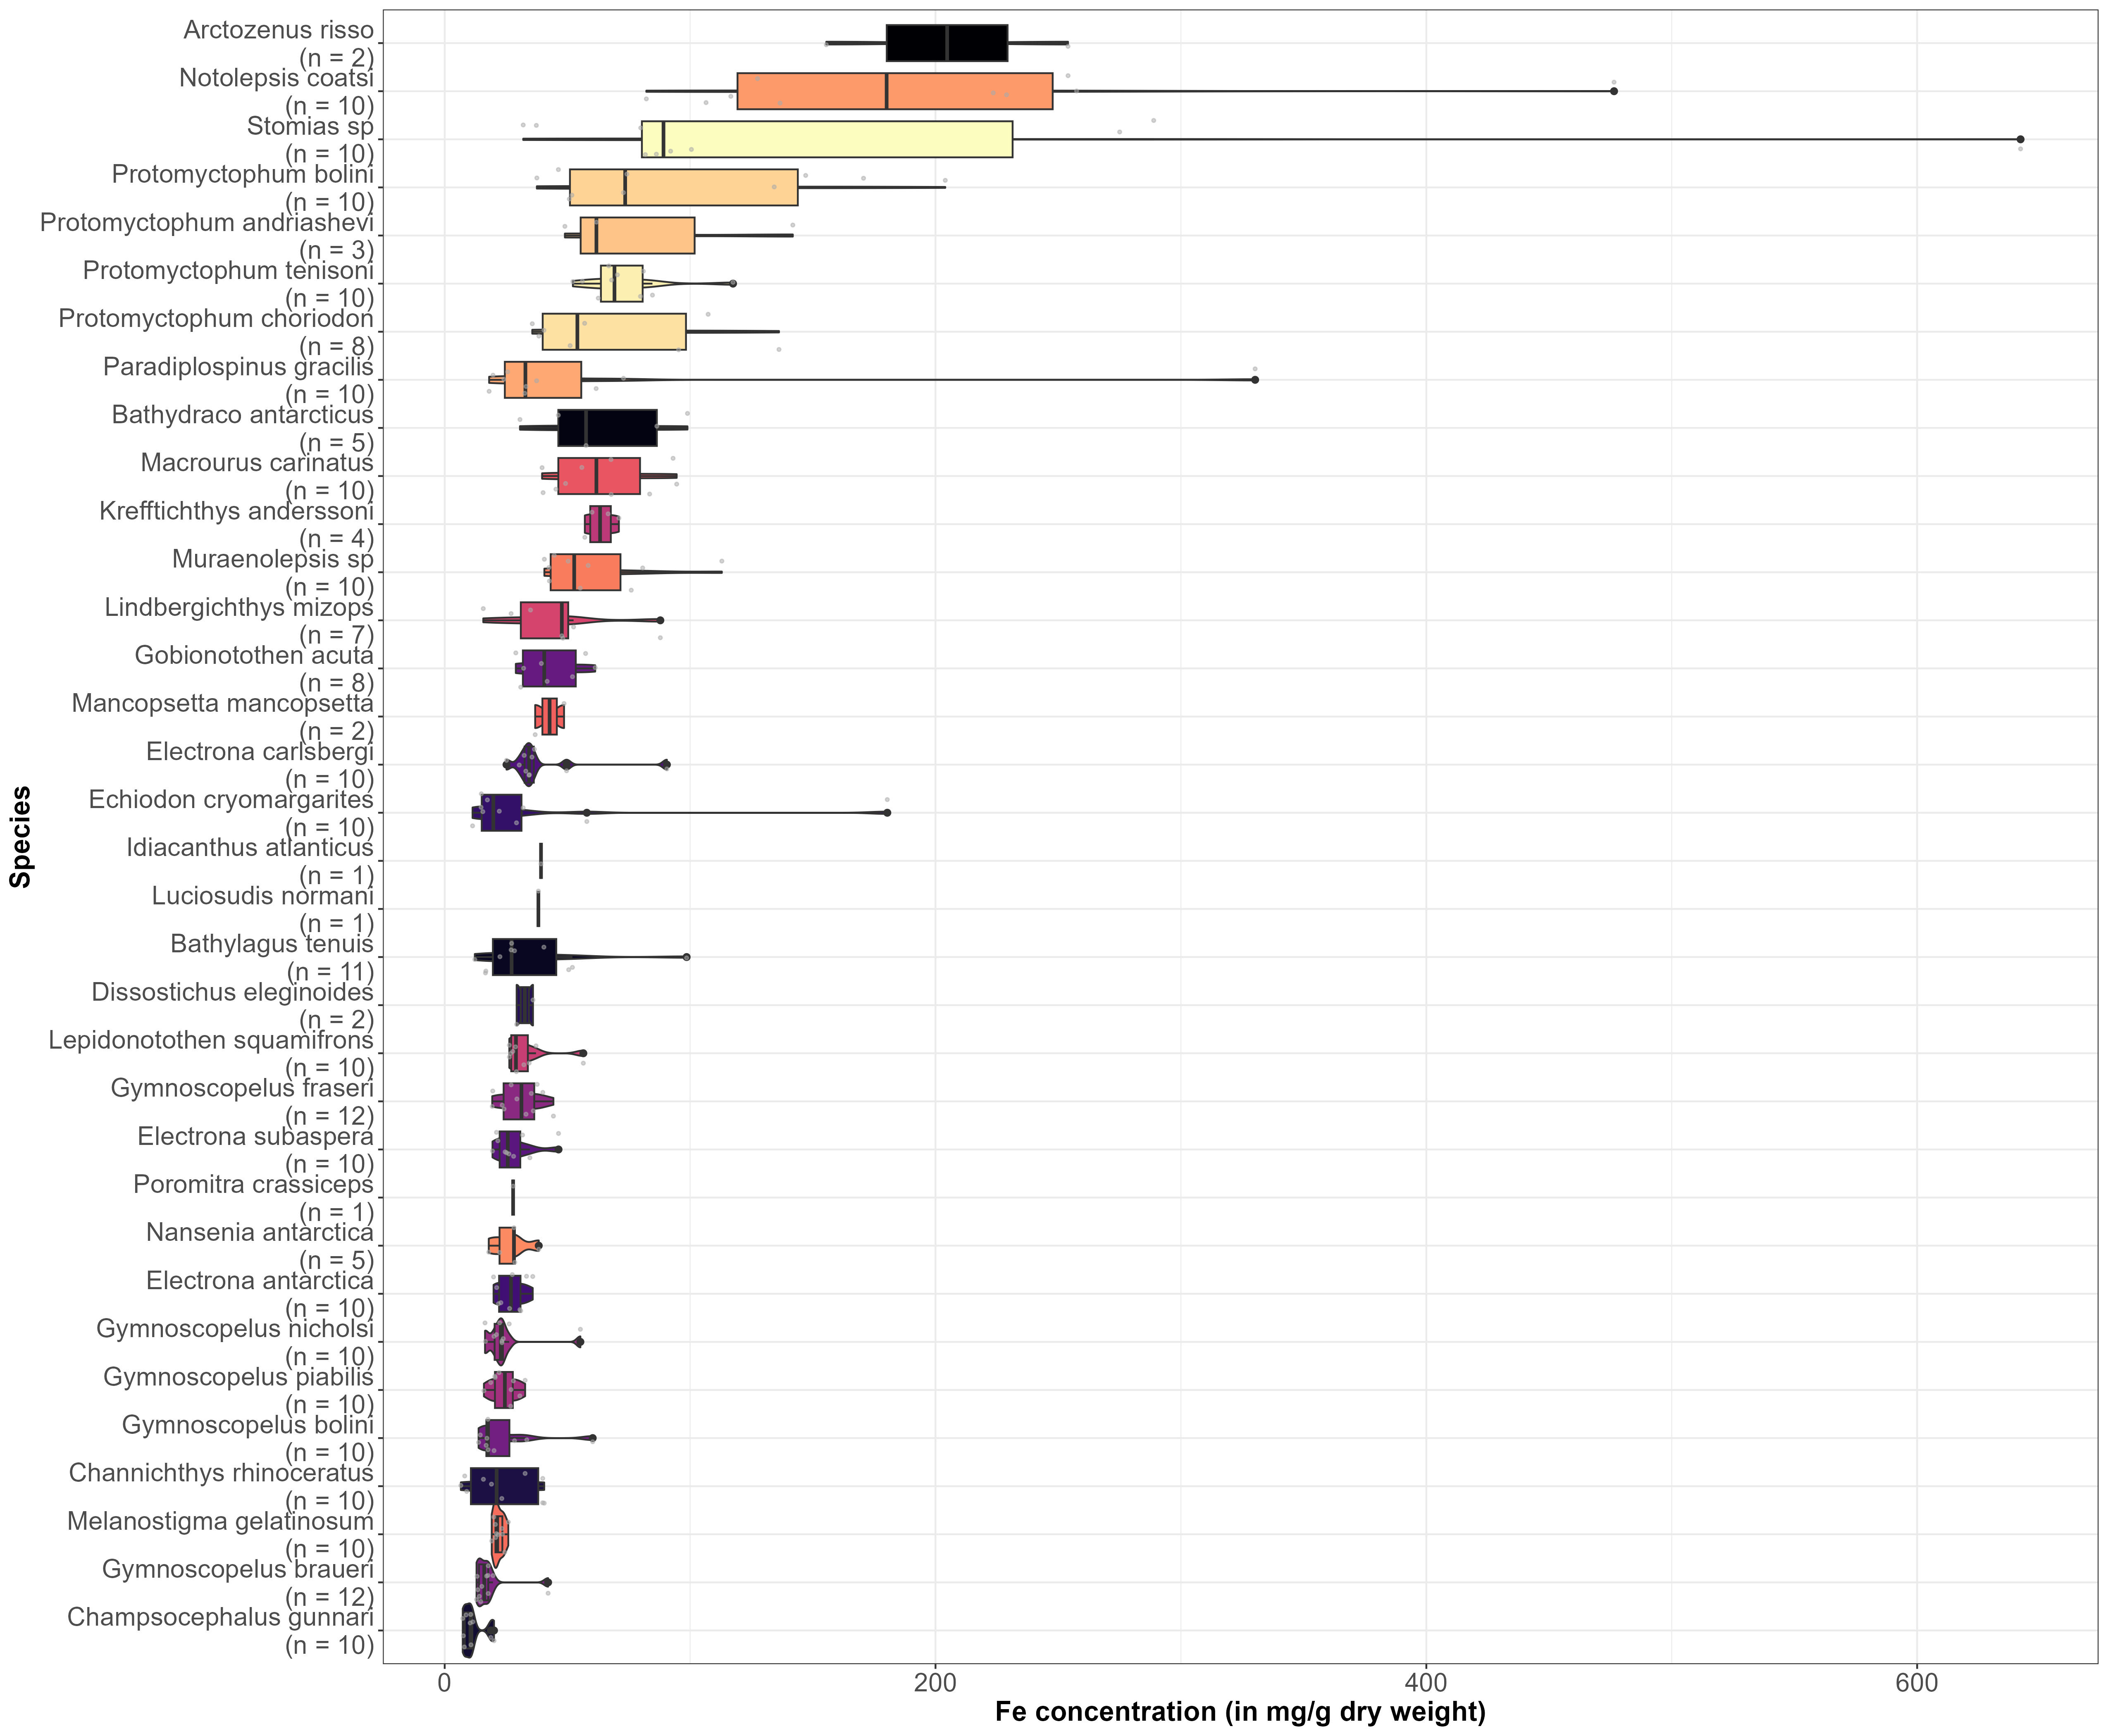 Arctozenus risso
(n = 2)
Notolepsis coatsi
(n = 10)
Stomias sp
(n = 10)
Protomyctophum bolini
(n = 10)
Protomyctophum andriashevi
(n = 3)
Protomyctophum tenisoni
(n = 10)
Protomyctophum choriodon
(n = 8)
Paradiplospinus gracilis
(n = 10)
Bathydraco antarcticus
(n = 5)
Macrourus carinatus
(n = 10)
Krefftichthys anderssoni
(n = 4)
Muraenolepsis sp
(n = 10)
Lindbergichthys mizops
(n = 7)
Gobionotothen acuta
(n = 8)
Mancopsetta mancopsetta
(n = 2)
Electrona carlsbergi
(n = 10)
Echiodon cryomargarites
(n = 10)
Idiacanthus atlanticus
(n = 1)
Luciosudis normani
(n = 1)
Bathylagus tenuis
(n = 11)
Dissostichus eleginoides
(n = 2)
Lepidonotothen squamifrons
(n = 10)
Gymnoscopelus fraseri
(n = 12)
Electrona subaspera
(n = 10)
Poromitra crassiceps
(n = 1)
Nansenia antarctica
(n = 5)
Electrona antarctica
(n = 10)
Gymnoscopelus nicholsi
(n = 10)
Gymnoscopelus piabilis
(n = 10)
Gymnoscopelus bolini
(n = 10)
Channichthys rhinoceratus
(n = 10)
Melanostigma gelatinosum
(n = 10)
Gymnoscopelus braueri
(n = 12)
Champsocephalus gunnari
(n = 10)
Species
0 200 400 600
Fe concentration (in mg/g dry weight)